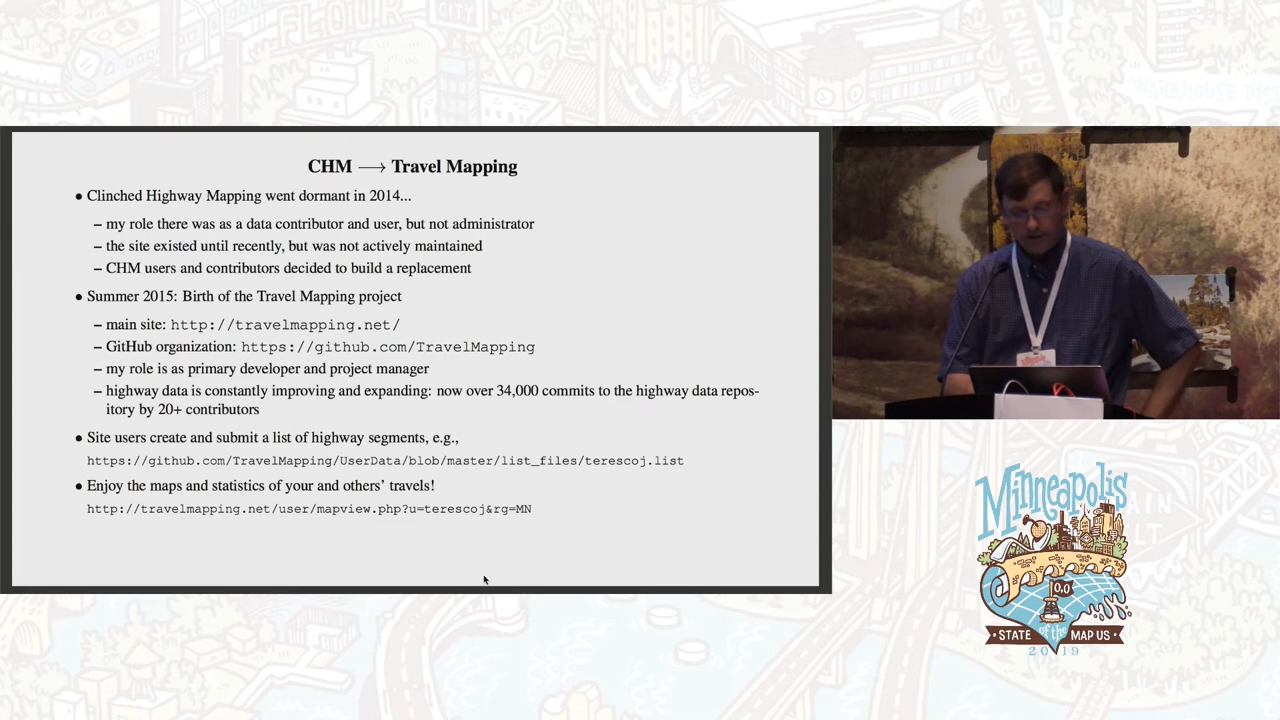 FLOUR
CITY
HENNEPIN
WAREHOUSE DIS
CHM → Travel Mapping
• Clinched Highway Mapping went dormant in 2014...
– my role there was as a data contributor and user, but not administrator
– the site existed until recently, but was not actively maintained
– CHM users and contributors decided to build a replacement
• Summer 2015: Birth of the Travel Mapping project
– main site: http://travelmapping.net/
– GitHub organization: https://github.com/TravelMapping
– my role is as primary developer and project manager
– highway data is constantly improving and expanding: now over 34,000 commits to the highway data repos-
itory by 20+ contributors
• Site users create and submit a list of highway segments, e.g.,
https://github.com/TravelMapping/UserData/blob/master/list_files/terescoj.list
• Enjoy the maps and statistics of your and others' travels!
http://travelmapping.net/user/mapview.php?u=terescoj&rg=MN
Minneapolis
STATE of the MAP US
2019